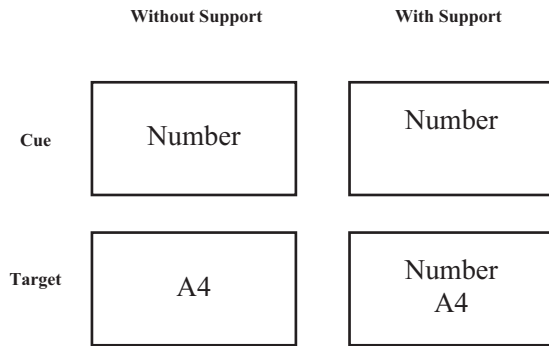 Without Support
With Support
Cue
Number
Number
Target
A4
Number
A4